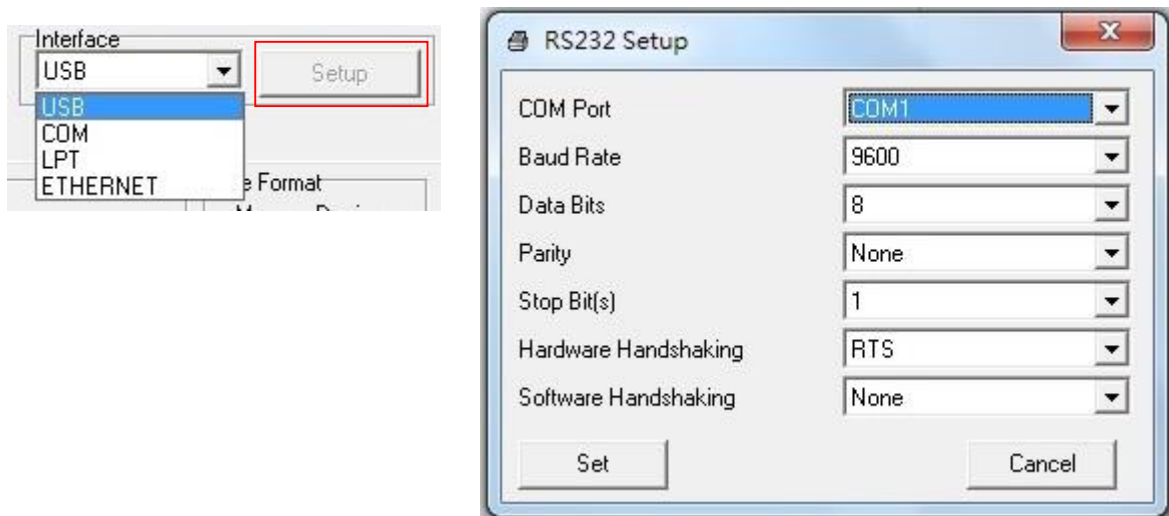 Interface
USB
Setup
USB
COM
LPT
ETHERNET
e Format
RS232 Setup
COM Port COM1
Baud Rate 9600
Data Bits 8
Parity None
Stop Bit(s) 1
Hardware Handshaking RTS
Software Handshaking None
Set Cancel